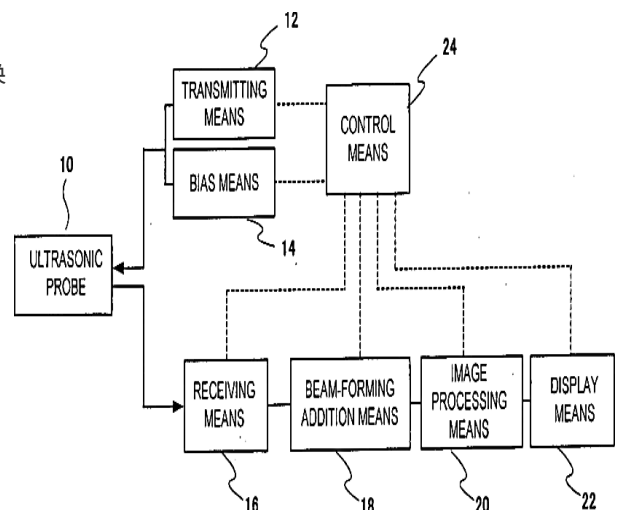 12
24
换
TRANSMITTING
MEANS
CONTROL
MEANS
10
BIAS MEANS
14
ULTRASONIC
PROBE
RECEIVING
MEANS
BEAM-FORMING
ADDITION MEANS
IMAGE
PROCESSING
MEANS
DISPLAY
MEANS
16
18
20
22